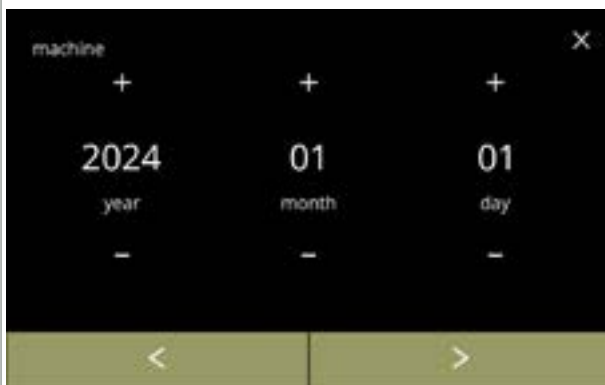 machine
×
+ + +
2024 01 01
year month day
− − −
< >